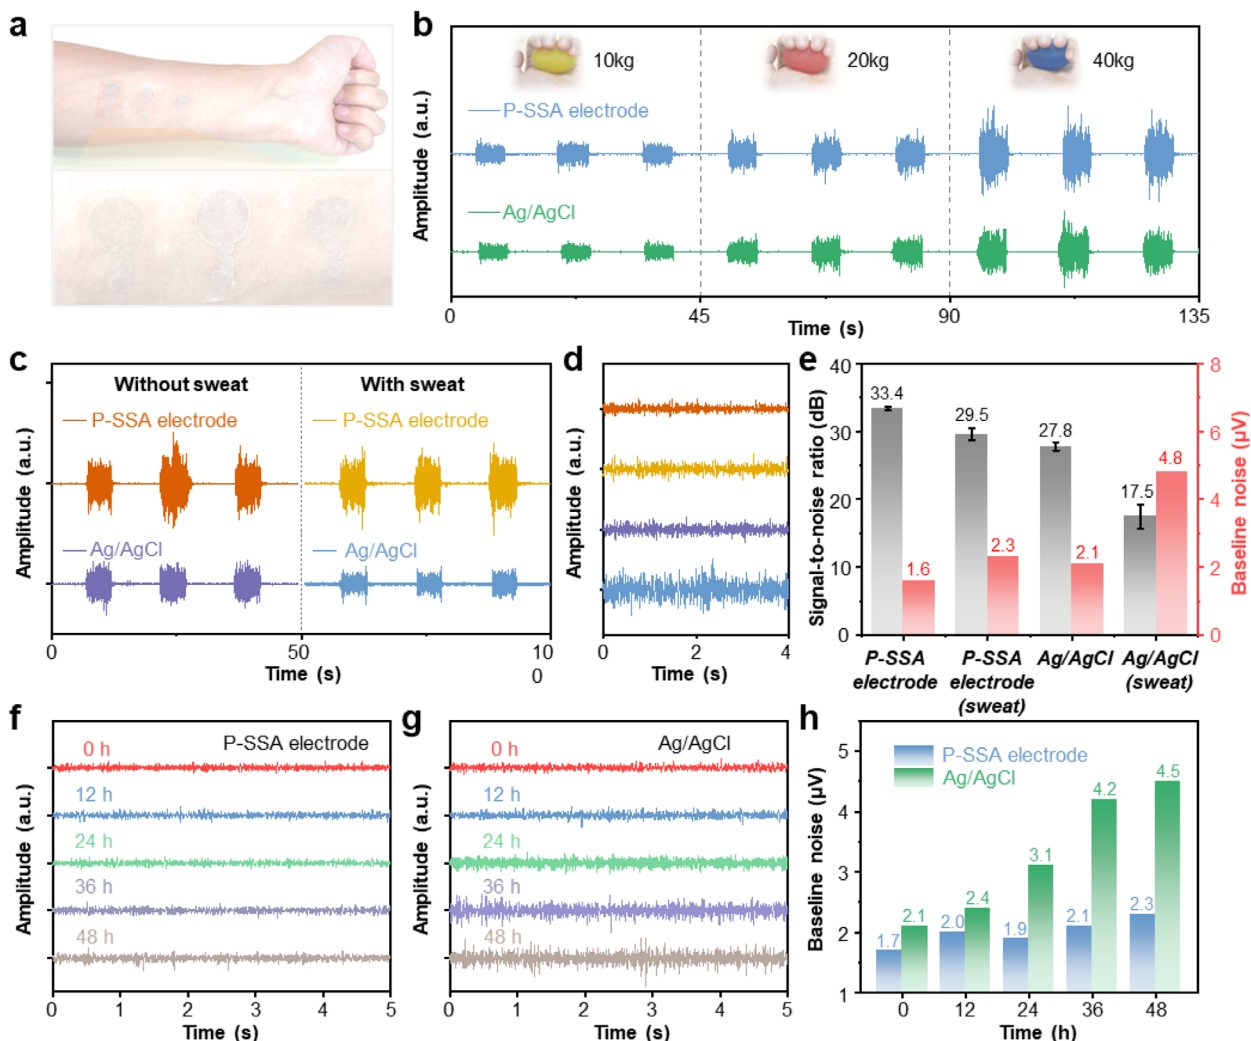 a
b
10kg
20kg
40kg
P-SSA electrode
Ag/AgCl
Amplitude (a.u.)
0
45
90
135
Time (s)
c
Without sweat
With sweat
P-SSA electrode
P-SSA electrode
Ag/AgCl
Ag/AgCl
Amplitude (a.u.)
0
50
10
0
Time (s)
d
Amplitude (a.u.)
0
2
4
Time (s)
e
40
30
20
10
0
Signal-to-noise ratio (dB)
33.4
29.5
27.8
17.5
1.6
2.3
2.1
4.8
8
6
4
2
0
Baseline noise (μV)
P-SSA
electrode
P-SSA
electrode
(sweat)
Ag/AgCl
Ag/AgCl
(sweat)
f
P-SSA electrode
0 h
12 h
24 h
36 h
48 h
Amplitude (a.u.)
0
1
2
3
4
5
Time (s)
g
Ag/AgCl
0 h
12 h
24 h
36 h
48 h
Amplitude (a.u.)
0
1
2
3
4
5
Time (s)
h
P-SSA electrode
Ag/AgCl
5
4
3
2
1
Baseline noise (μV)
1.7
2.1
2.0
2.4
1.9
3.1
2.1
4.2
2.3
4.5
0
12
24
36
48
Time (h)